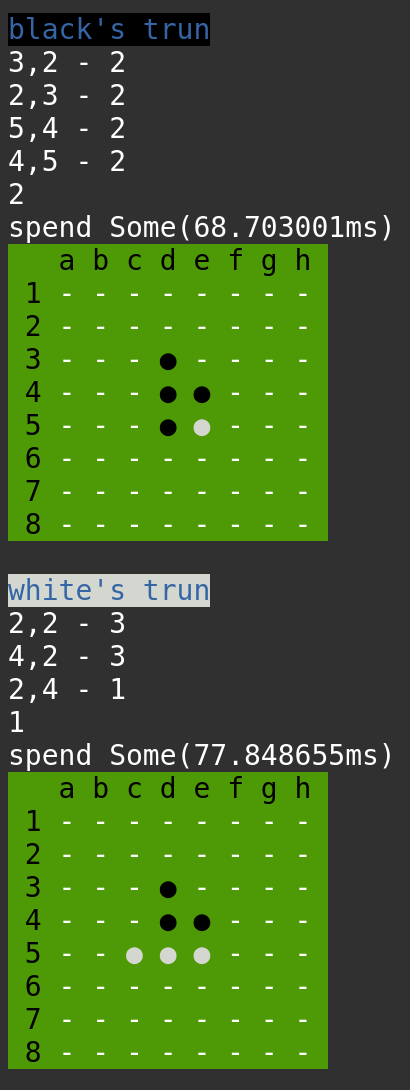 black's trun
3,2 - 2
2,3 - 2
5,4 - 2
4,5 - 2
2
spend Some(68.703001ms)
a b c d e f g h
1 - - - - - - - -
2 - - - - - - - -
3 - - - ● - - - -
4 - - - ● ● - - -
5 - - - ● ● - - -
6 - - - - - - - -
7 - - - - - - - -
8 - - - - - - - -
white's trun
2,2 - 3
4,2 - 3
2,4 - 1
1
spend Some(77.848655ms)
a b c d e f g h
1 - - - - - - - -
2 - - - - - - - -
3 - - - ● - - - -
4 - - - ● ● - - -
5 - - ● ● ● - - -
6 - - - - - - - -
7 - - - - - - - -
8 - - - - - - - -